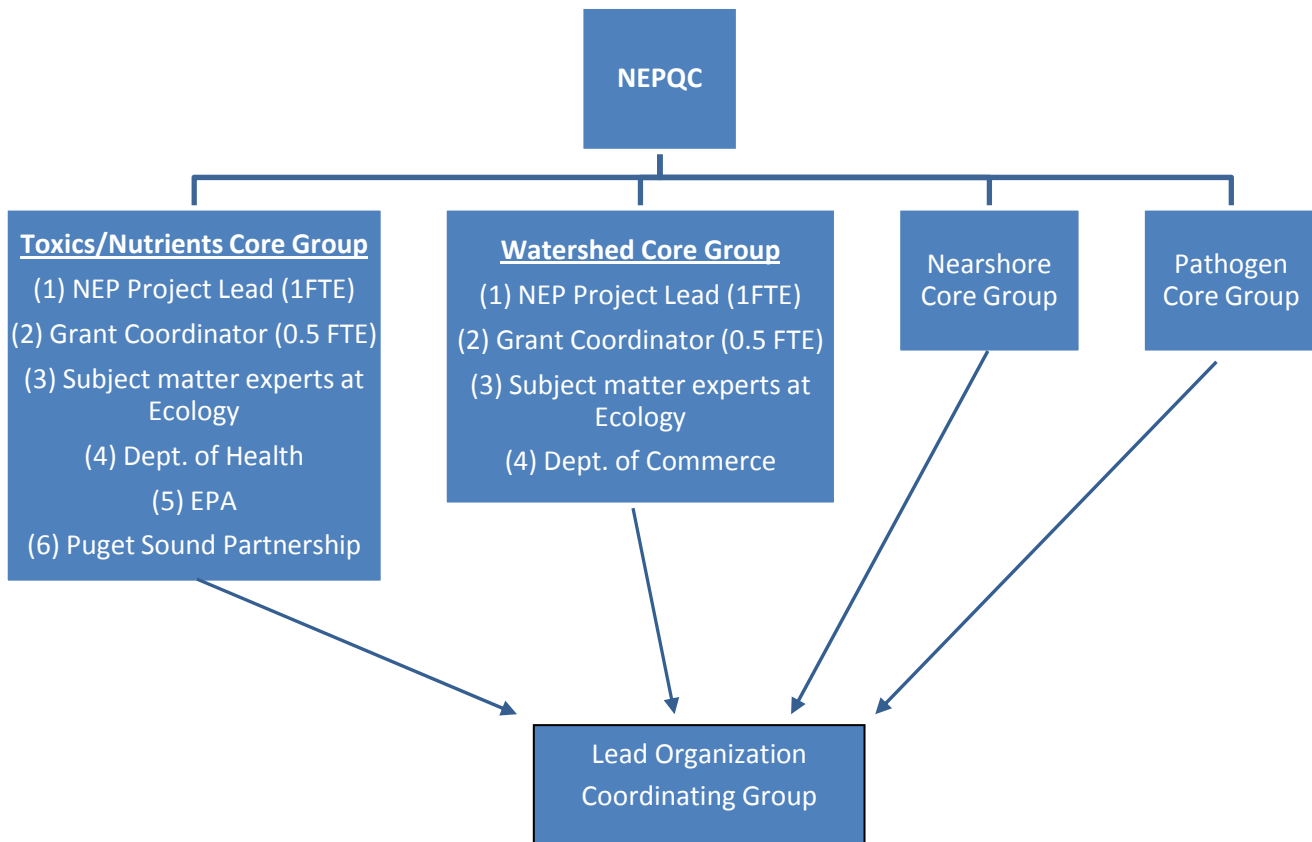 NEPQC
Toxics/Nutrients Core Group
(1) NEP Project Lead (1FTE)
(2) Grant Coordinator (0.5 FTE)
(3) Subject matter experts at
Ecology
(4) Dept. of Health
(5) EPA
(6) Puget Sound Partnership
Watershed Core Group
(1) NEP Project Lead (1FTE)
(2) Grant Coordinator (0.5 FTE)
(3) Subject matter experts at
Ecology
(4) Dept. of Commerce
Nearshore
Core Group
Pathogen
Core Group
Lead Organization
Coordinating Group